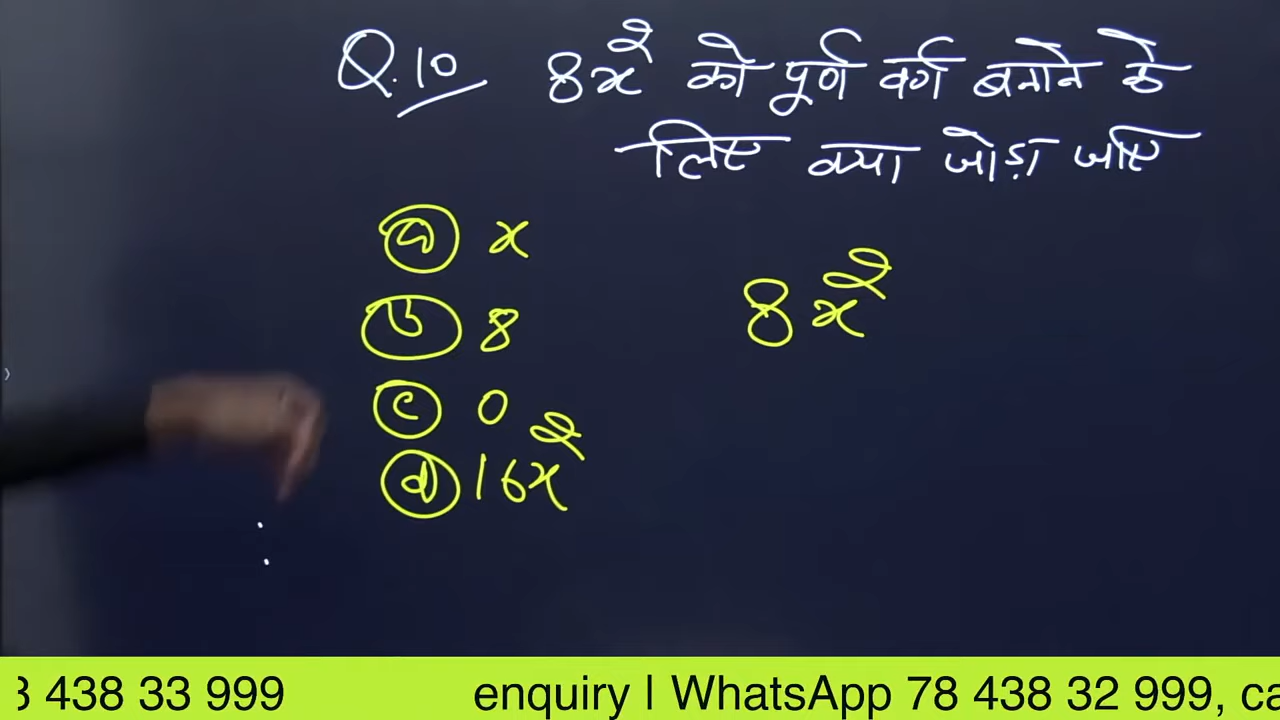 Q.10 8x² को पूर्ण वर्ग बनाने के
लिए क्या जोड़ा जाए
(a) x
(b) 8
(c) 0
(d) 16x²
8x²
3 438 33 999 enquiry | WhatsApp 78 438 32 999, ca